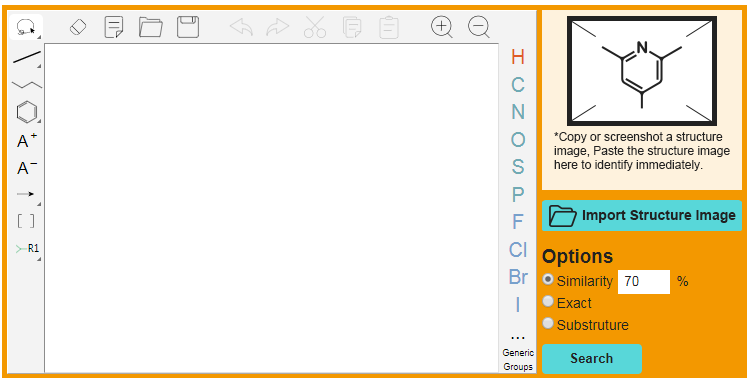 A+
A−
[ ]
R1
H
C
N
O
S
P
F
Cl
Br
I
...
Generic
Groups
N
*Copy or screenshot a structure
image, Paste the structure image
here to identify immediately.
Import Structure Image
Options
Similarity 70 %
Exact
Substruture
Search